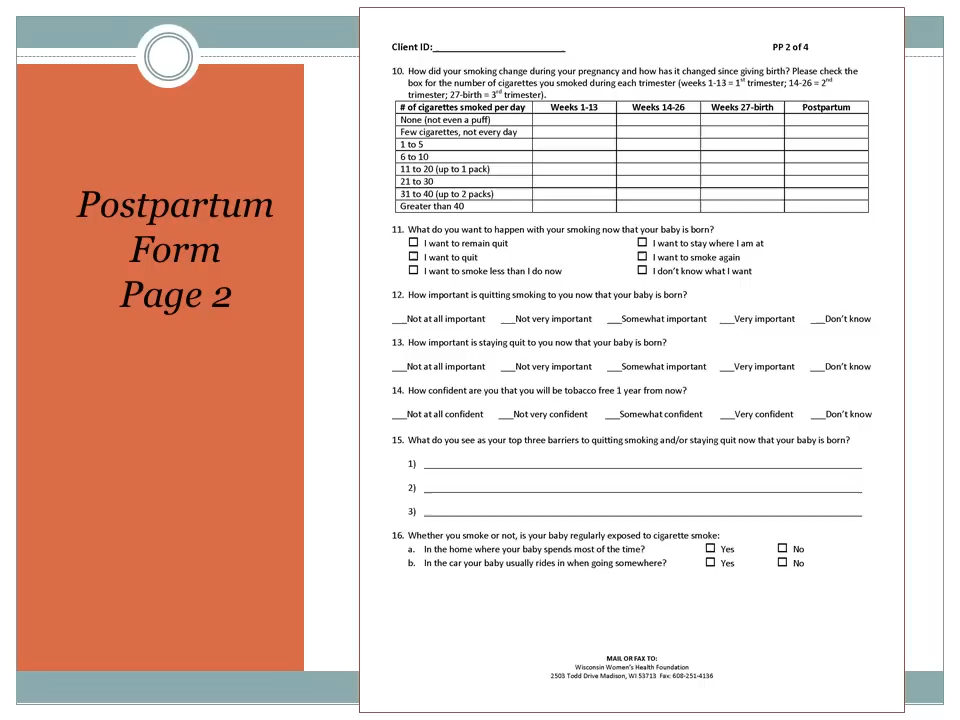 Postpartum
Form
Page 2
Client ID:_________________________ PP 2 of 4
10. How did your smoking change during your pregnancy and how has it changed since giving birth? Please check the
box for the number of cigarettes you smoked during each trimester (weeks 1-13 = 1st trimester; 14-26 = 2nd
trimester; 27-birth = 3rd trimester).
# of cigarettes smoked per day Weeks 1-13 Weeks 14-26 Weeks 27-birth Postpartum
None (not even a puff)
Few cigarettes, not every day
1 to 5
6 to 10
11 to 20 (up to 1 pack)
21 to 30
31 to 40 (up to 2 packs)
Greater than 40
11. What do you want to happen with your smoking now that your baby is born?
☐ I want to remain quit ☐ I want to stay where I am at
☐ I want to quit ☐ I want to smoke again
☐ I want to smoke less than I do now ☐ I don't know what I want
12. How important is quitting smoking to you now that your baby is born?
___Not at all important ___Not very important ___Somewhat important ___Very important ___Don't know
13. How important is staying quit to you now that your baby is born?
___Not at all important ___Not very important ___Somewhat important ___Very important ___Don't know
14. How confident are you that you will be tobacco free 1 year from now?
___Not at all confident ___Not very confident ___Somewhat confident ___Very confident ___Don't know
15. What do you see as your top three barriers to quitting smoking and/or staying quit now that your baby is born?
1) ____________________
2) ____________________
3) ____________________
16. Whether you smoke or not, is your baby regularly exposed to cigarette smoke:
a. In the home where your baby spends most of the time? ☐ Yes ☐ No
b. In the car your baby usually rides in when going somewhere? ☐ Yes ☐ No
MAIL OR FAX TO:
Wisconsin Women's Health Foundation
2503 Todd Drive Madison, WI 53713 Fax: 608-251-4136